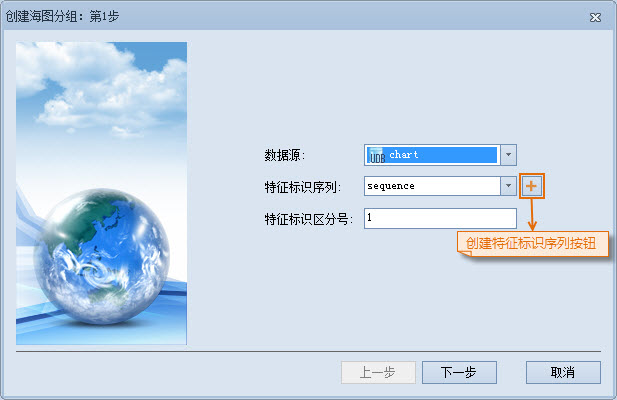 创建海图分组：第1步
数据源：
UDB chart
特征标识序列：
sequence
特征标识区分号：
1
创建特征标识序列按钮
上一步
下一步
取消